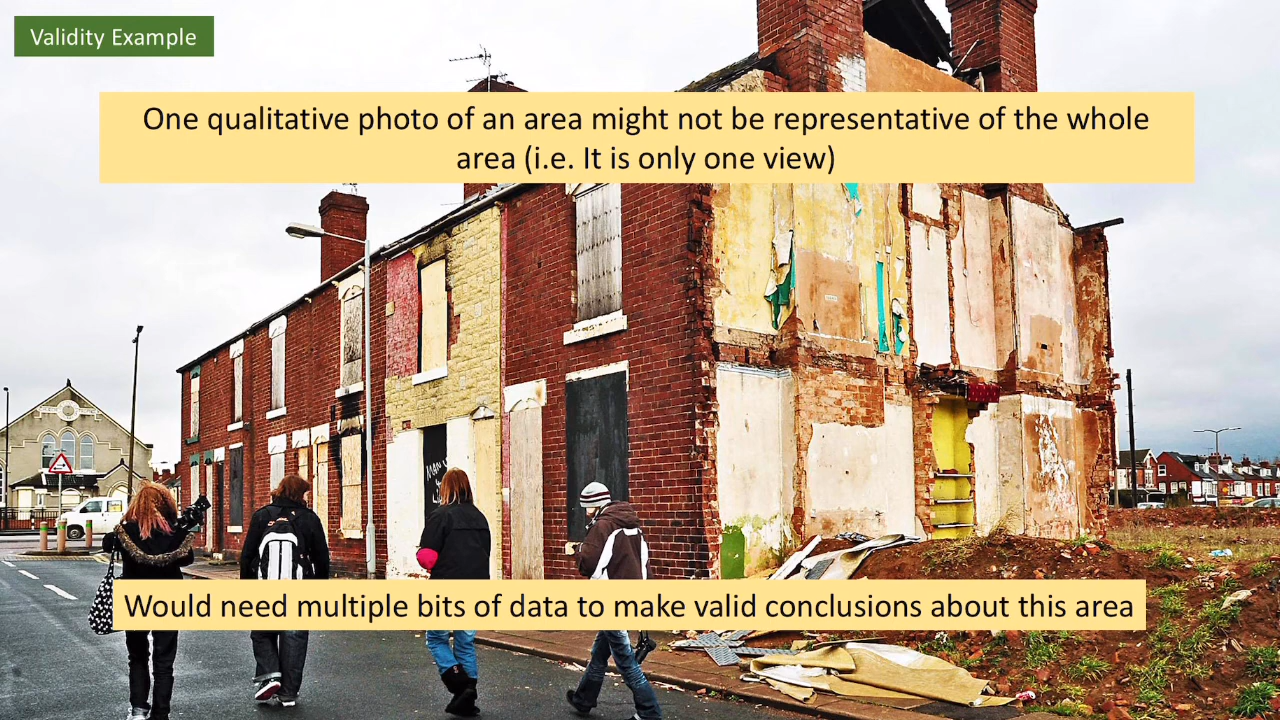 Validity Example
One qualitative photo of an area might not be representative of the whole
area (i.e. It is only one view)
Would need multiple bits of data to make valid conclusions about this area